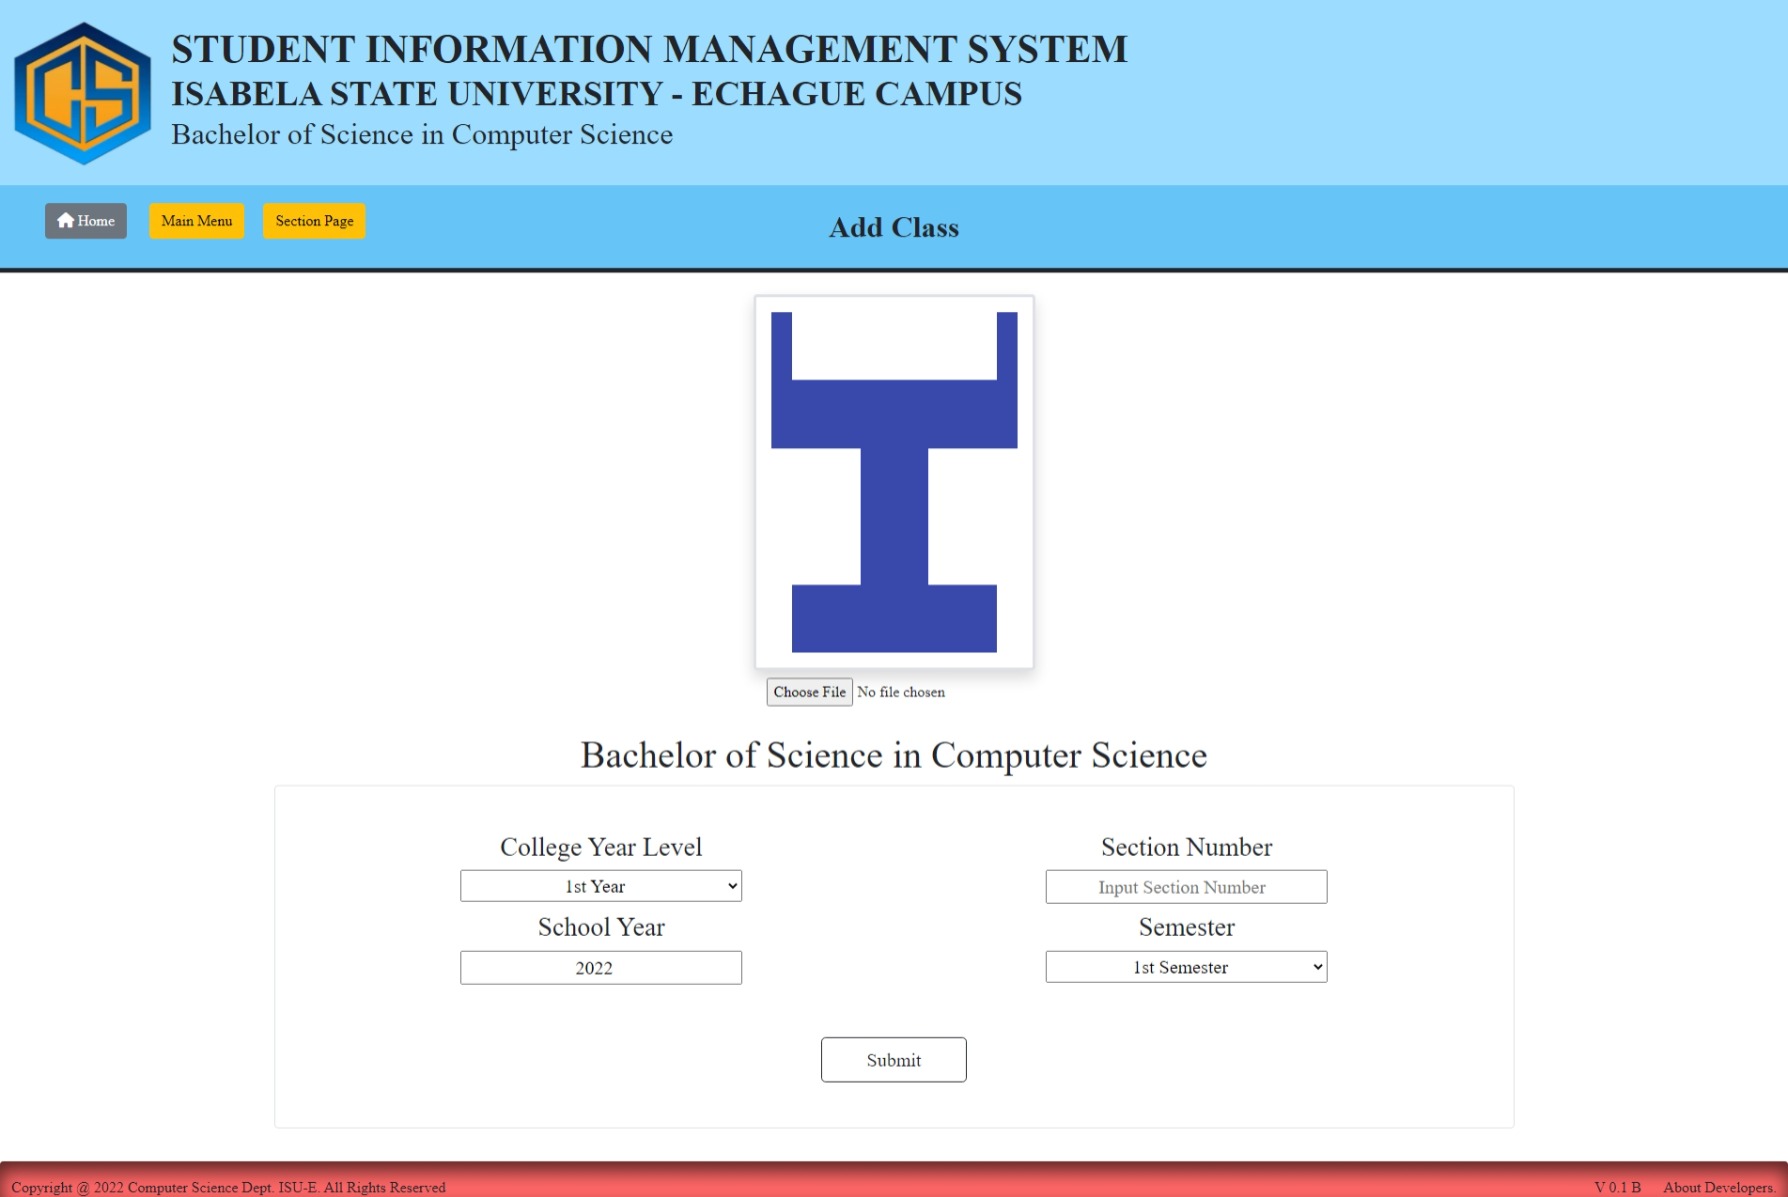 CS
STUDENT INFORMATION MANAGEMENT SYSTEM
ISABELA STATE UNIVERSITY - ECHAGUE CAMPUS
Bachelor of Science in Computer Science
Home Main Menu Section Page Add Class
Choose File No file chosen
Bachelor of Science in Computer Science
College Year Level Section Number
1st Year Input Section Number
School Year Semester
2022 1st Semester
Submit
Copyright @ 2022 Computer Science Dept. ISU-E. All Rights Reserved V 0.1 B About Developers.